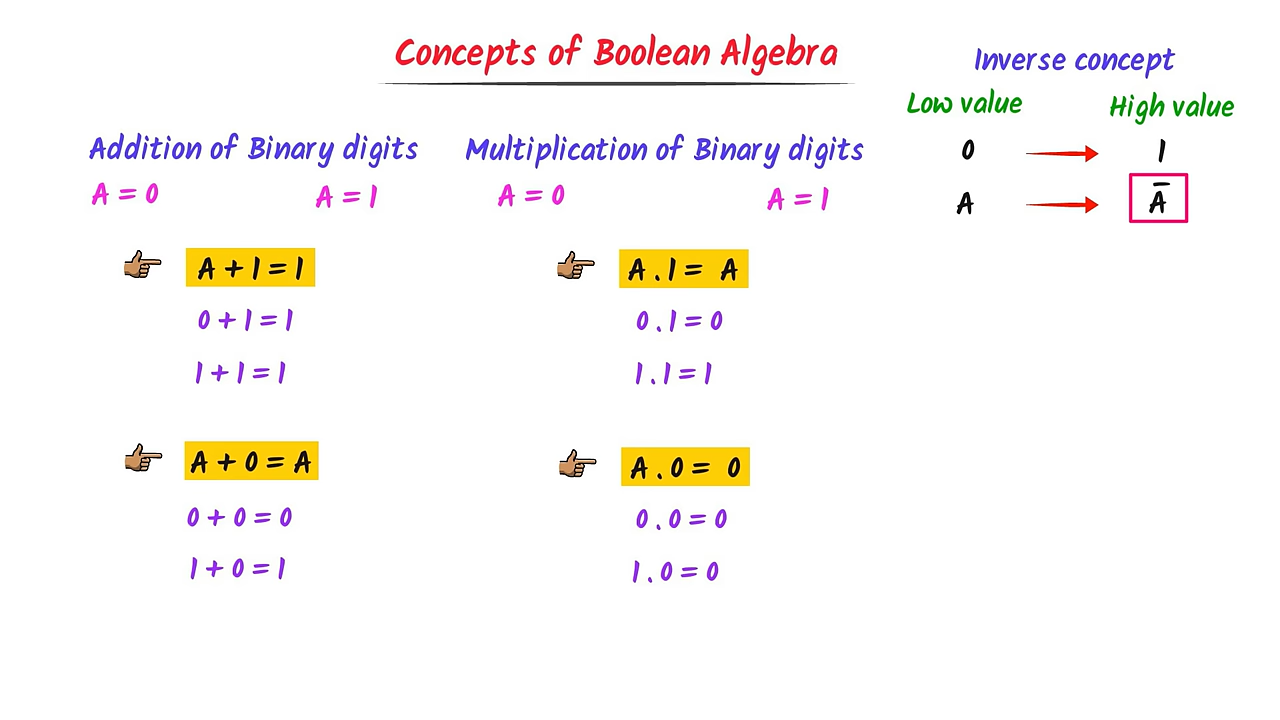 Concepts of Boolean Algebra
Addition of Binary digits
A = 0 A = 1
A + 1 = 1
0 + 1 = 1
1 + 1 = 1
A + 0 = A
0 + 0 = 0
1 + 0 = 1
Multiplication of Binary digits
A = 0 A = 1
A . 1 = A
0 . 1 = 0
1 . 1 = 1
A . 0 = 0
0 . 0 = 0
1 . 0 = 0
Inverse concept
Low value High value
0 → 1
A → Ā